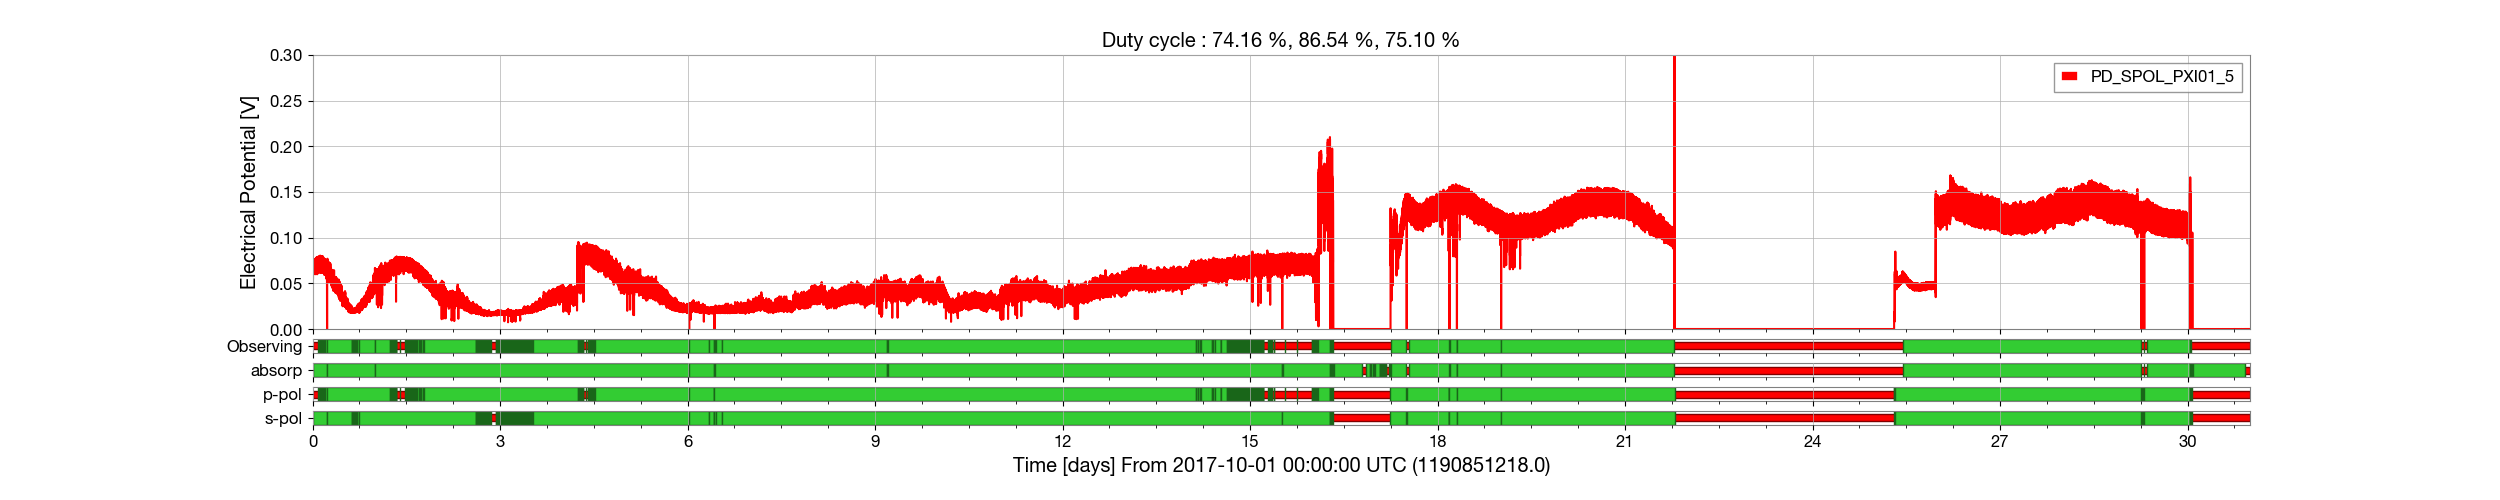 Duty cycle : 74.16 %, 86.54 %, 75.10 %
Electrical Potential [V]
0.30
0.25
0.20
0.15
0.10
0.05
0.00
PD_SPOL_PXI01_5
Observing
absorp
p-pol
s-pol
0 3 6 9 12 15 18 21 24 27 30
Time [days] From 2017-10-01 00:00:00 UTC (1190851218.0)